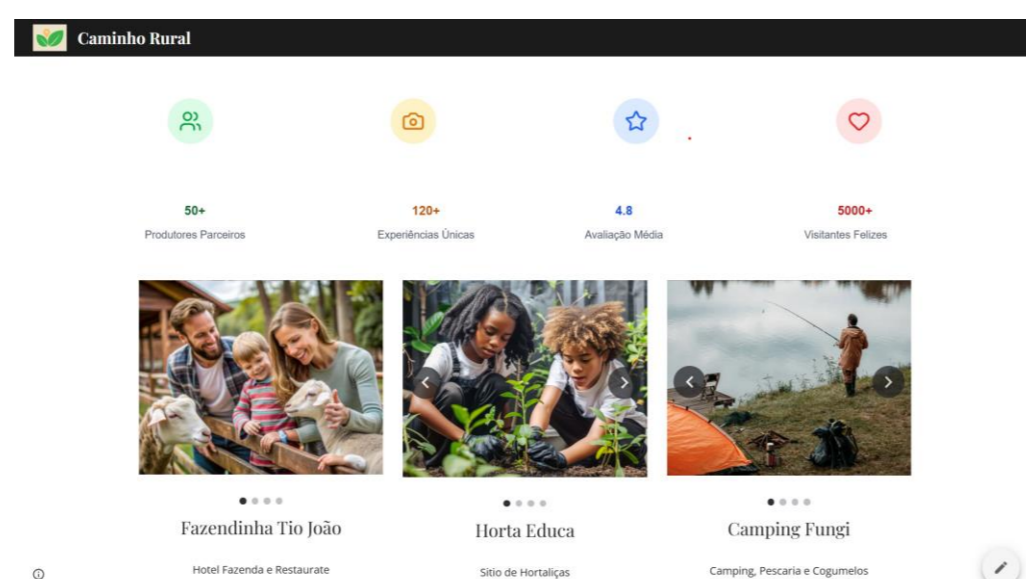 Caminho Rural
50+
120+
4.8
5000+
Produtores Parceiros
Experiências Únicas
Avaliação Média
Visitantes Felizes
Fazendinha Tio João
Horta Educa
Camping Fungi
Hotel Fazenda e Restaurate
Sitio de Hortaliças
Camping, Pescaria e Cogumelos